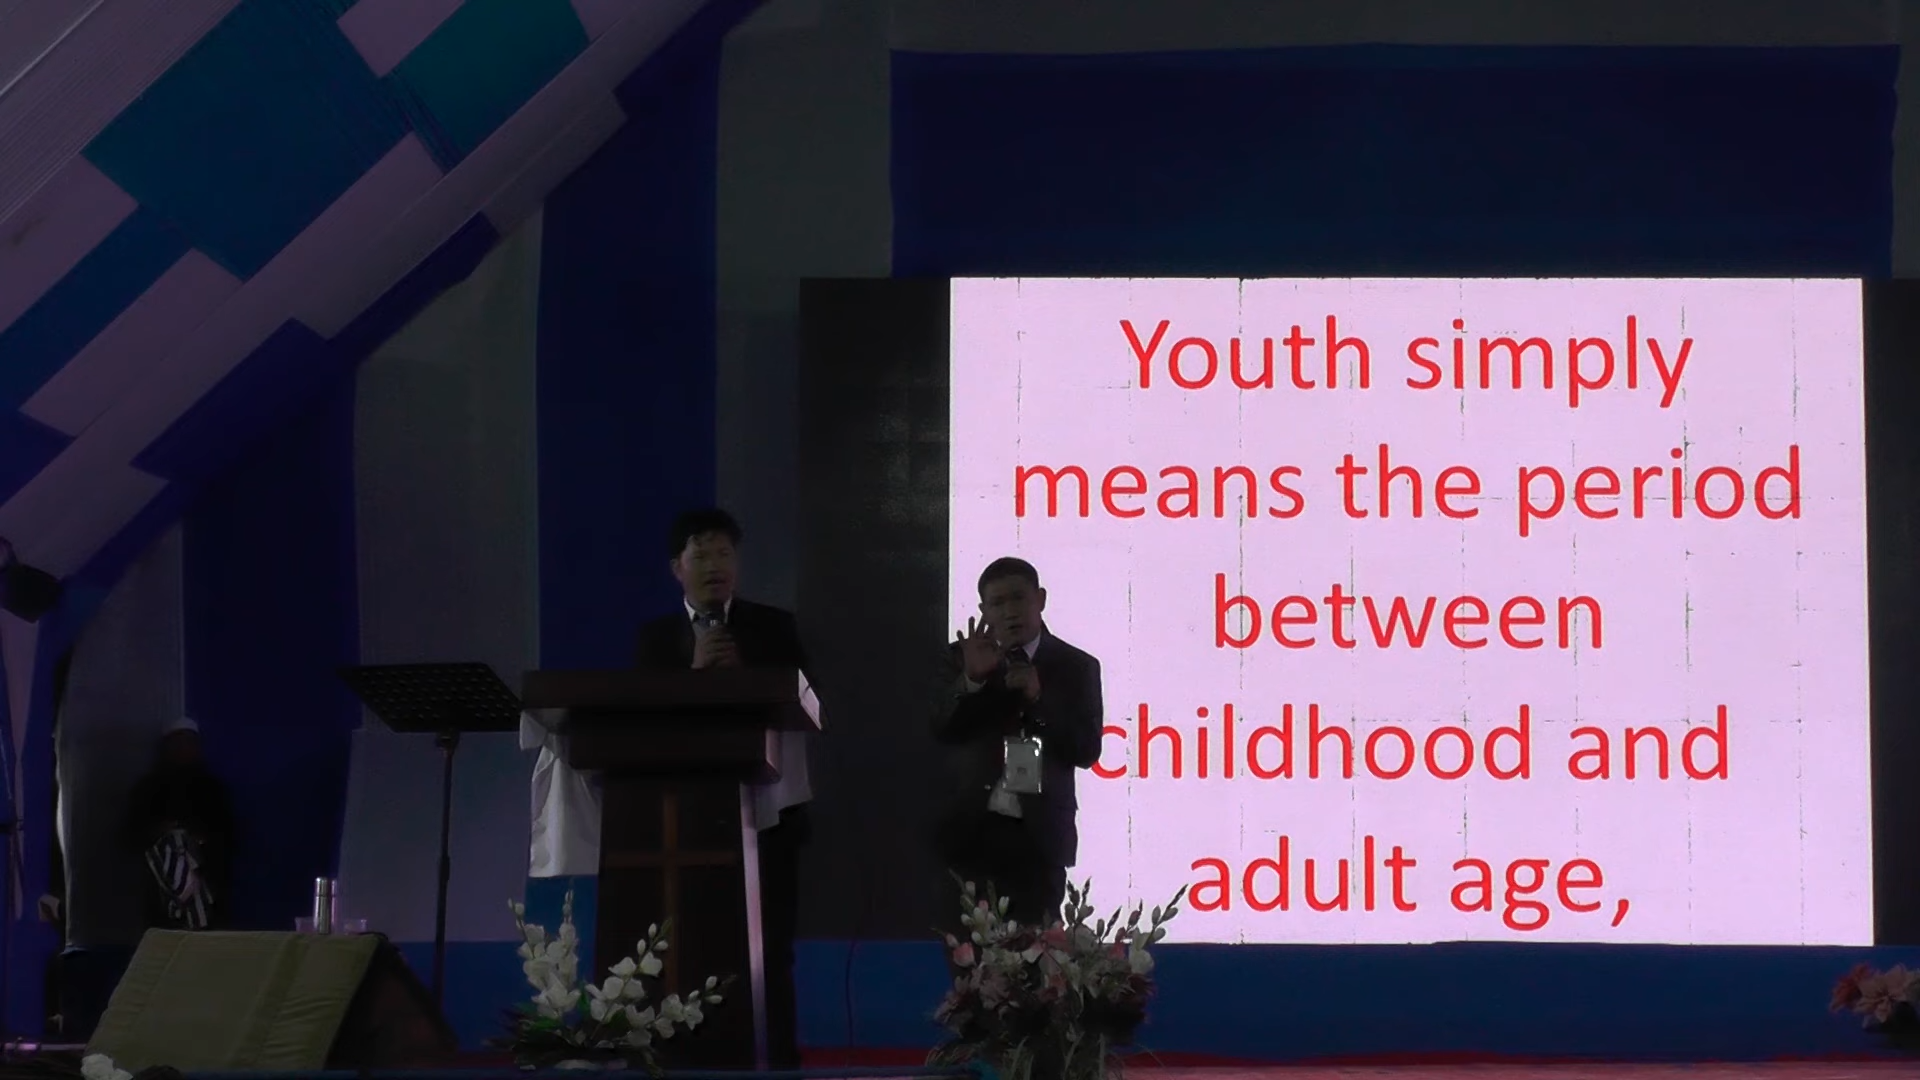 Youth simply
means the period
between
childhood and
adult age,